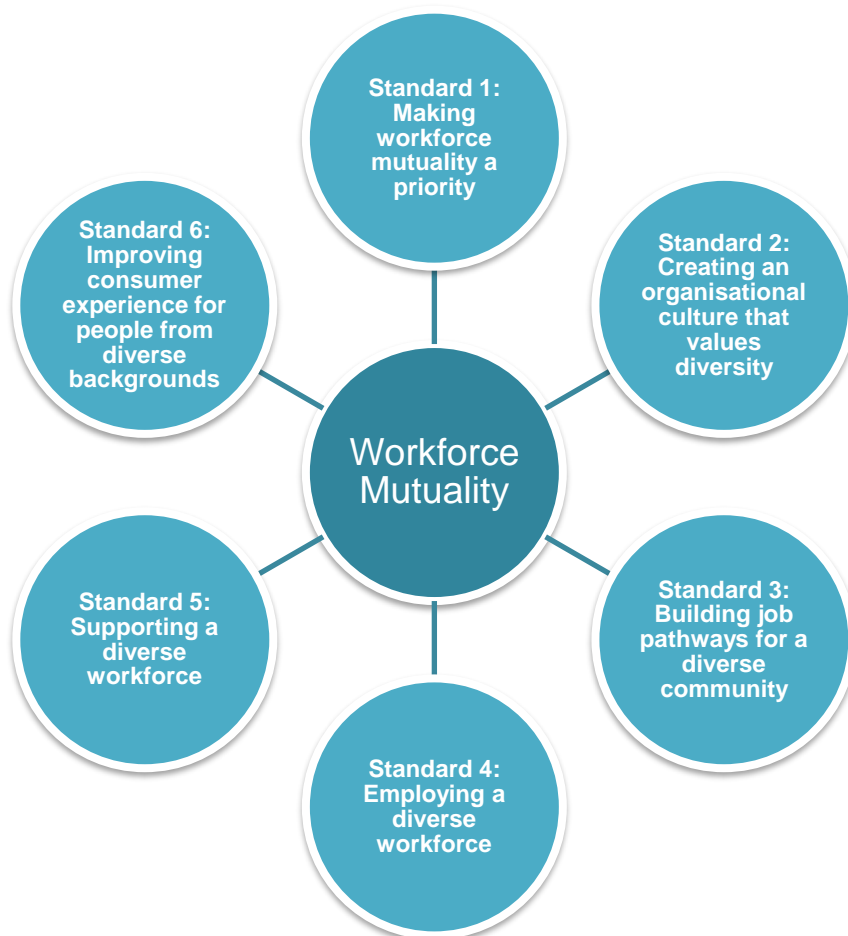 Standard 1:
Making
workforce
mutuality a
priority
Standard 2:
Creating an
organisational
culture that
values
diversity
Standard 3:
Building job
pathways for a
diverse
community
Standard 4:
Employing a
diverse
workforce
Standard 5:
Supporting a
diverse
workforce
Standard 6:
Improving
consumer
experience for
people from
diverse
backgrounds
Workforce
Mutuality